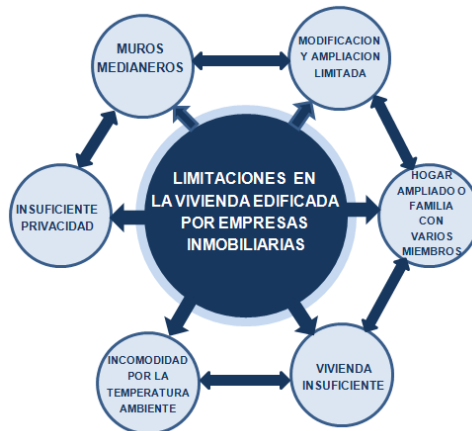 MUROS
MEDIANEROS
MODIFICACION
Y AMPLIACION
LIMITADA
LIMITACIONES EN
LA VIVIENDA EDIFICADA
POR EMPRESAS
INMOBILIARIAS
HOGAR
AMPLIADO O
FAMILIA
CON
VARIOS
MIEMBROS
INSUFICIENTE
PRIVACIDAD
INCOMODIDAD
POR LA
TEMPERATURA
AMBIENTE
VIVIENDA
INSUFICIENTE